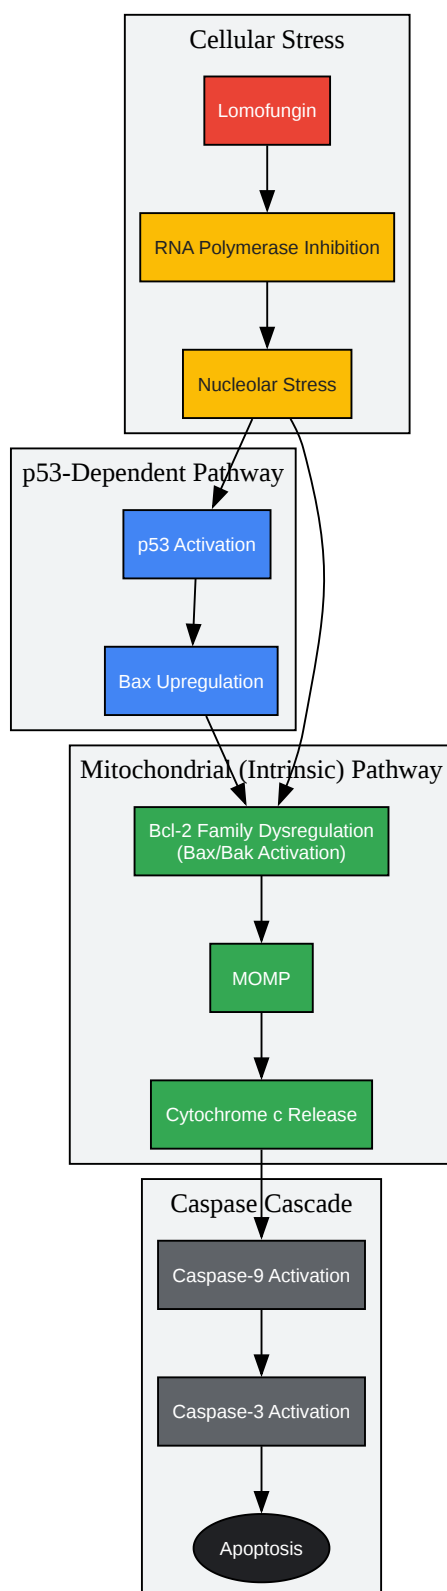 Cellular Stress
Lomofungin
RNA Polymerase Inhibition
Nucleolar Stress
p53-Dependent Pathway
p53 Activation
Bax Upregulation
Mitochondrial (Intrinsic) Pathway
Bcl-2 Family Dysregulation
(Bax/Bak Activation)
MOMP
Cytochrome c Release
Caspase Cascade
Caspase-9 Activation
Caspase-3 Activation
Apoptosis